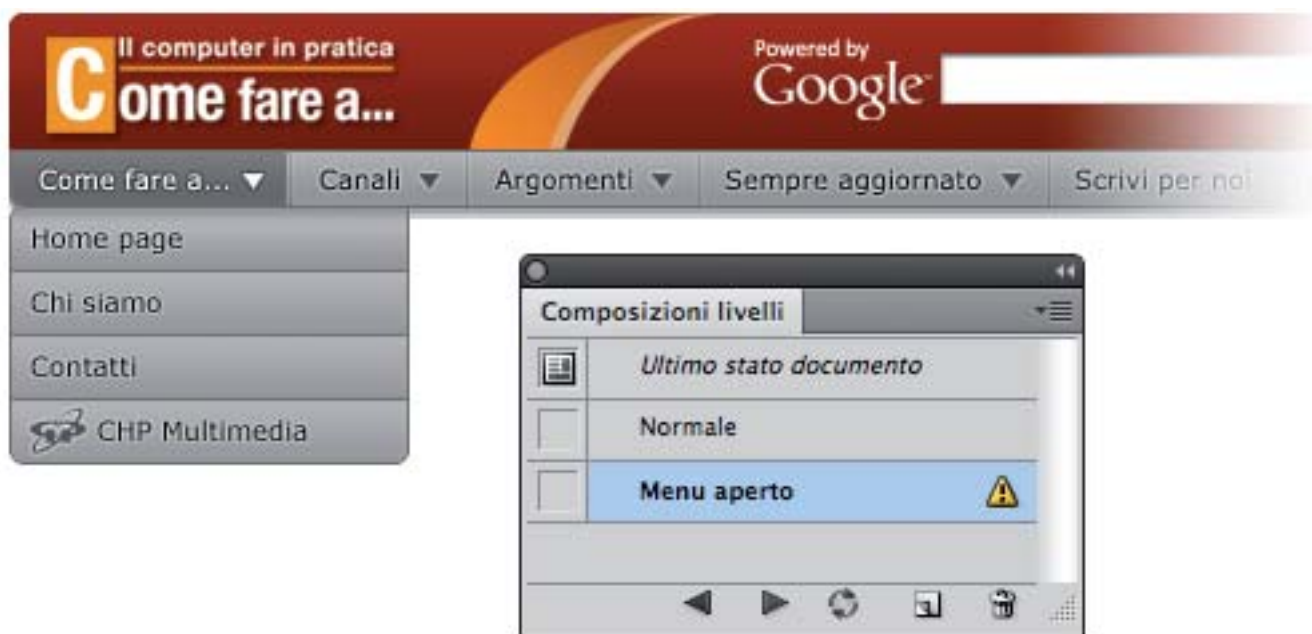 Il computer in pratica
Come fare a...
Powered by
Google
Come fare a... Canali Argomenti Sempre aggiornato Scrivi per noi
Home page
Chi siamo
Contatti
CHP Multimedia
Composizioni livelli
Ultimo stato documento
Normale
Menu aperto